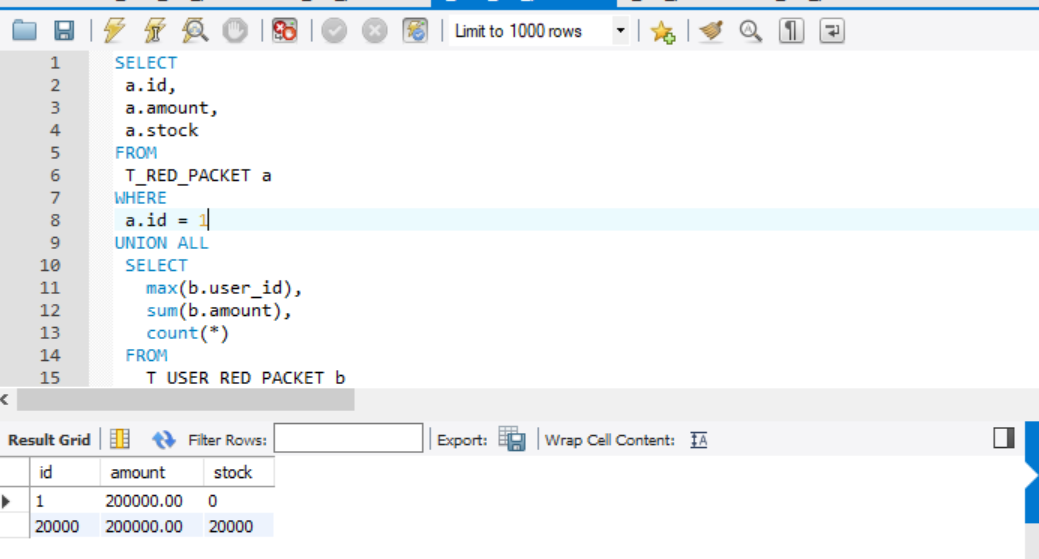 Limit to 1000 rows
1 SELECT
2 a.id,
3 a.amount,
4 a.stock
5 FROM
6 T_RED_PACKET a
7 WHERE
8 a.id = 1
9 UNION ALL
10 SELECT
11 max(b.user_id),
12 sum(b.amount),
13 count(*)
14 FROM
15 T_USER_RED_PACKET b
Result Grid Filter Rows: Export: Wrap Cell Content: IA
id amount stock
1 200000.00 0
20000 200000.00 20000